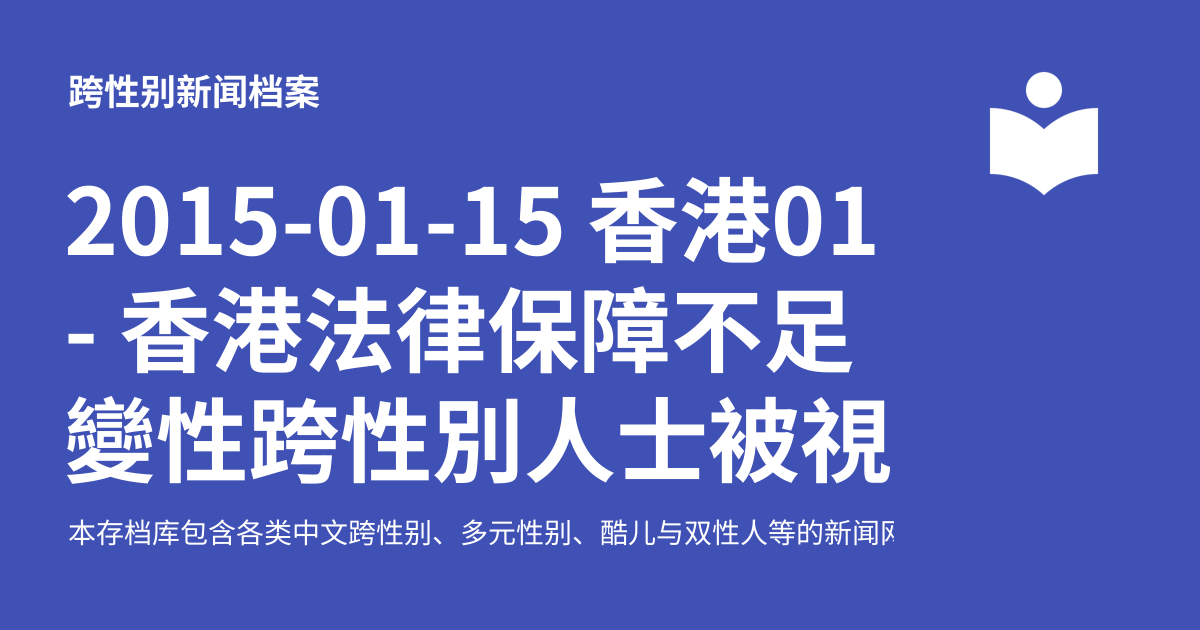 跨性别新闻档案
2015-01-15 香港01
- 香港法律保障不足
變性跨性別人士被視
本存档库包含各类中文跨性别、多元性别、酷儿与双性人等的新闻网